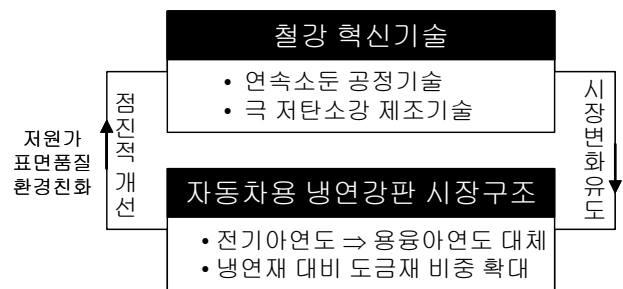 철강 혁신기술
• 연속소둔 공정기술
• 극 저탄소강 제조기술
점진적 개선
저원가
표면품질
환경친화
시장변화유도
자동차용 냉연강판 시장구조
• 전기아연도 ⇒ 용융아연도 대체
• 냉연재 대비 도금재 비중 확대